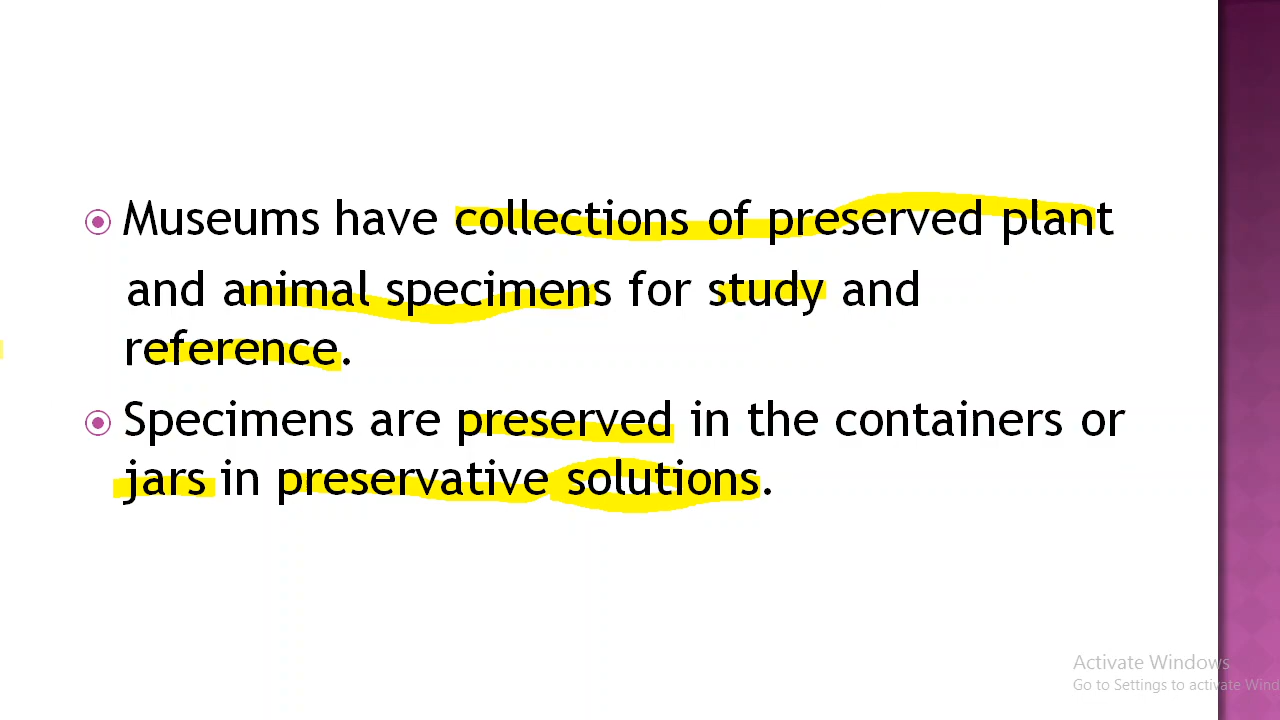 Museums have collections of preserved plant
and animal specimens for study and
reference.
Specimens are preserved in the containers or
jars in preservative solutions.
Activate Windows
Go to Settings to activate Wind